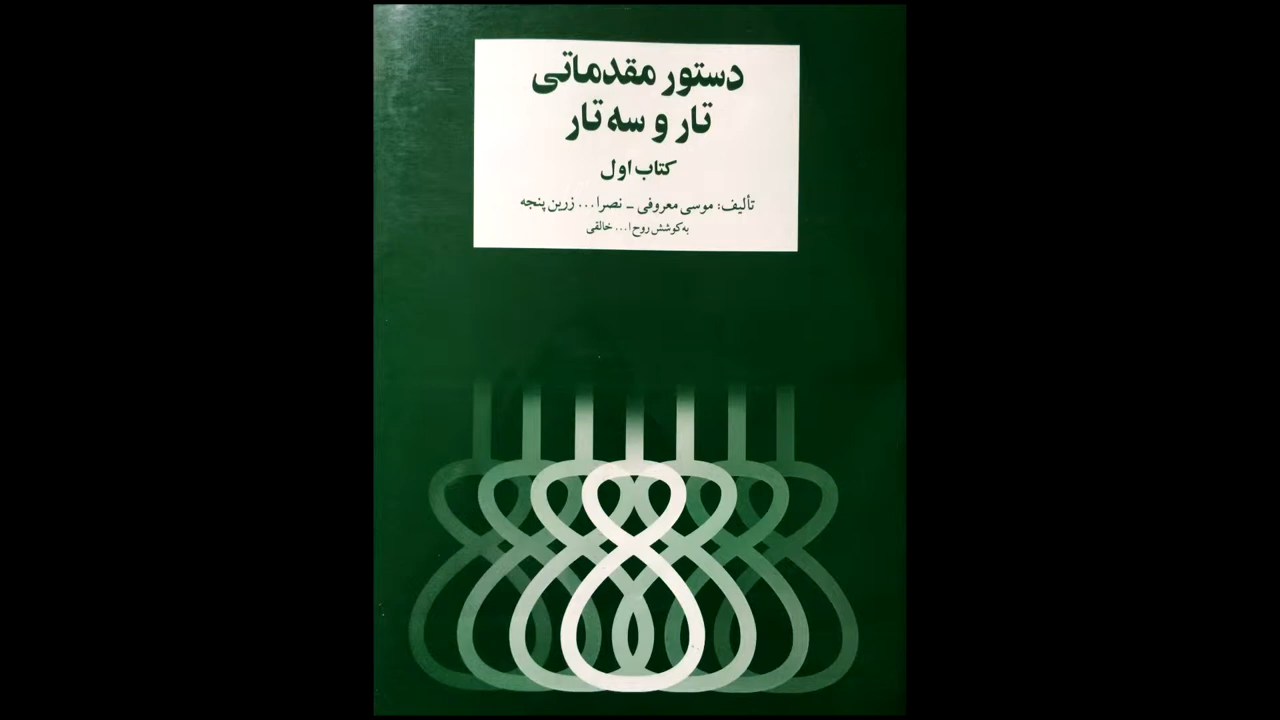 دستور مقدماتی
تار و سه تار
کتاب اول
تألیف: موسی معروفی ـ نصرا... زرین پنجه
به کوشش روح ا... خالقی